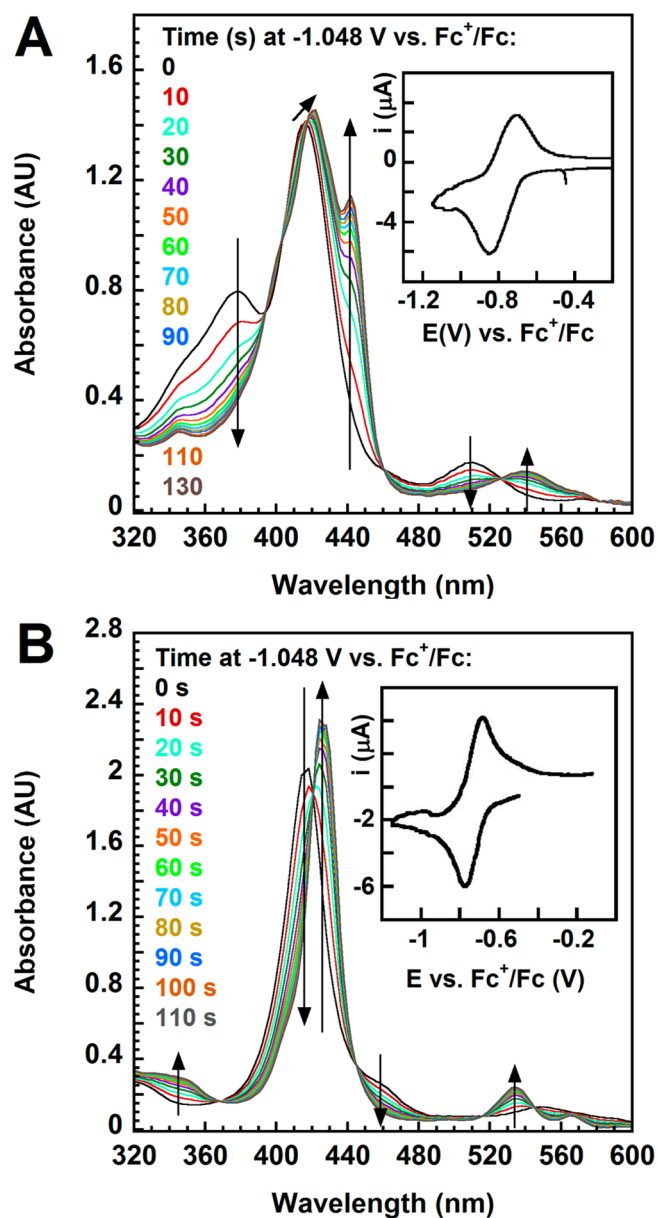 A
Time (s) at -1.048 V vs. Fc+/Fc:
0
10
20
30
40
50
60
70
80
90
110
130
Absorbance (AU)
1.6
1.2
0.8
0.4
0
320 360 400 440 480 520 560 600
Wavelength (nm)
i (μA)
0
-4
-1.2 -0.8 -0.4
E(V) vs. Fc+/Fc
B
Time at -1.048 V vs. Fc+/Fc:
0 s
10 s
20 s
30 s
40 s
50 s
60 s
70 s
80 s
90 s
100 s
110 s
Absorbance (AU)
2.8
2.4
2
1.6
1.2
0.8
0.4
0
320 360 400 440 480 520 560 600
Wavelength (nm)
i (μA)
-2
-6
-1 -0.6 -0.2
E vs. Fc+/Fc (V)